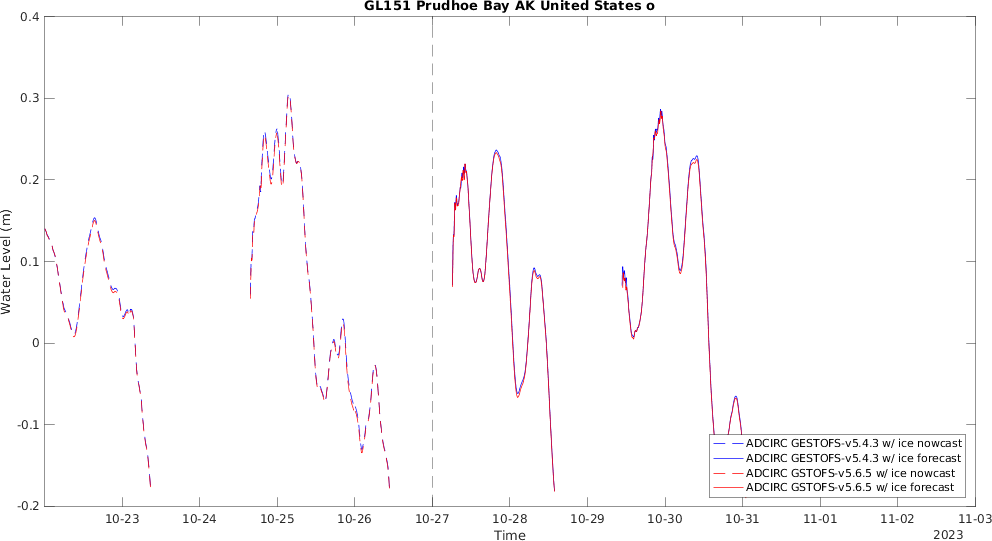 GL151 Prudhoe Bay AK United States o
0.4
0.3
0.2
0.1
0
-0.1
-0.2
Water Level (m)
ADCIRC GESTOFS-v5.4.3 w/ ice nowcast
ADCIRC GESTOFS-v5.4.3 w/ ice forecast
ADCIRC GSTOFS-v5.6.5 w/ ice nowcast
ADCIRC GSTOFS-v5.6.5 w/ ice forecast
10-23 10-24 10-25 10-26 10-27 10-28 10-29 10-30 10-31 11-01 11-02 11-03
Time
2023